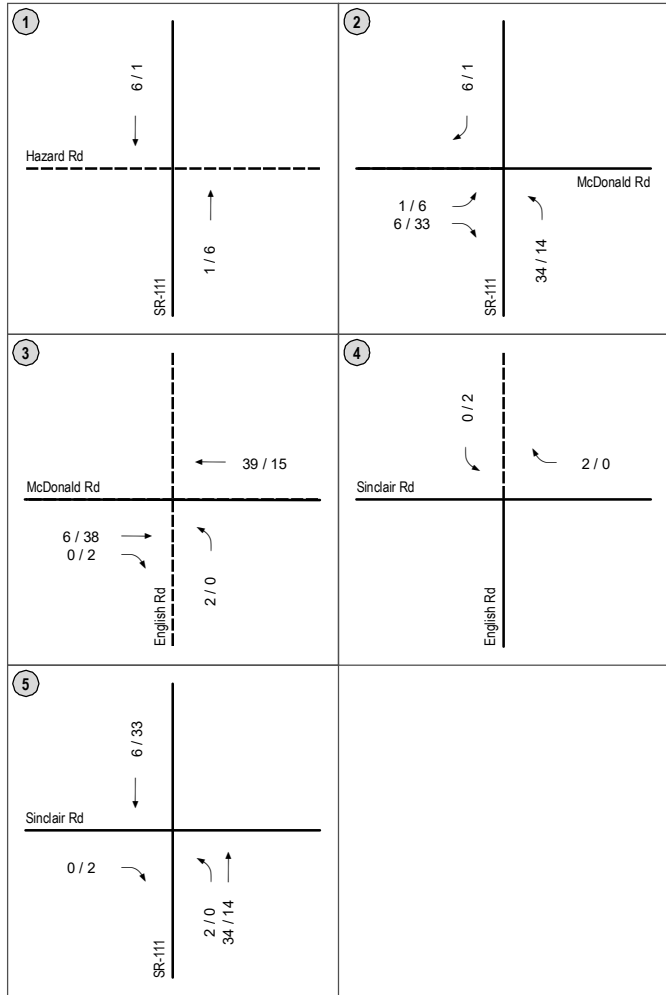 1
6 / 1
Hazard Rd
1 / 6
SR-111
2
6 / 1
McDonald Rd
1 / 6
6 / 33
34 / 14
SR-111
3
39 / 15
McDonald Rd
6 / 38
0 / 2
2 / 0
English Rd
4
0 / 2
2 / 0
Sinclair Rd
English Rd
5
6 / 33
Sinclair Rd
0 / 2
2 / 0
34 / 14
SR-111